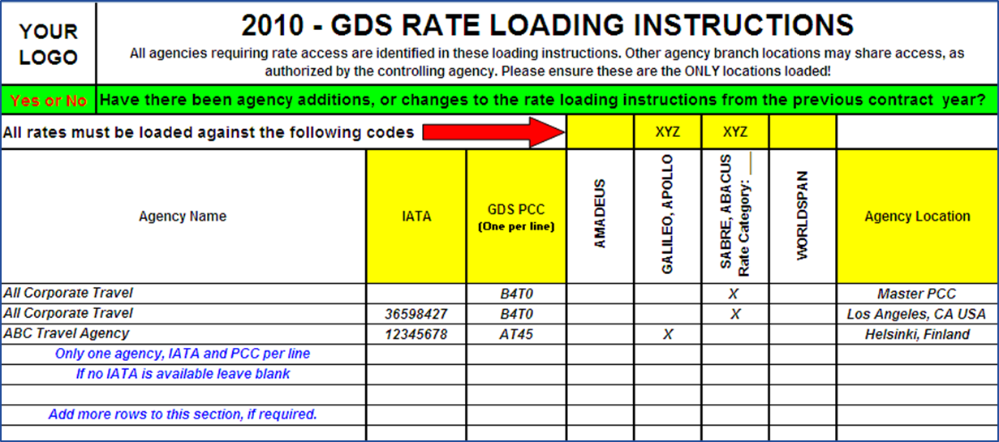 YOUR
LOGO
2010 - GDS RATE LOADING INSTRUCTIONS
All agencies requiring rate access are identified in these loading instructions. Other agency branch locations may share access, as
authorized by the controlling agency. Please ensure these are the ONLY locations loaded!
Yes or No Have there been agency additions, or changes to the rate loading instructions from the previous contract year?
All rates must be loaded against the following codes XYZ XYZ
Agency Name
IATA
GDS PCC
(One per line)
AMADEUS
GALILEO, APOLLO
SABRE, ABACUS
Rate Category: ___
WORLDSPAN
Agency Location
All Corporate Travel B4T0 X Master PCC
All Corporate Travel 36598427 B4T0 X Los Angeles, CA USA
ABC Travel Agency 12345678 AT45 X Helsinki, Finland
Only one agency, IATA and PCC per line
If no IATA is available leave blank
Add more rows to this section, if required.